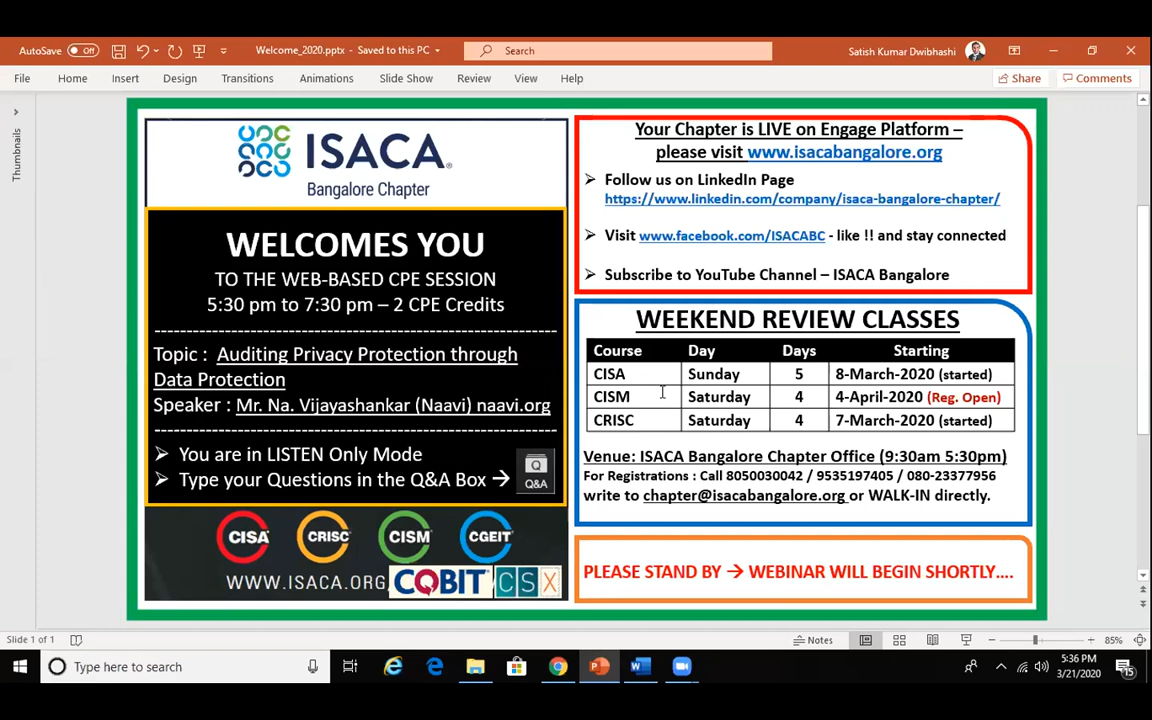 AutoSave Off
Welcome_2020.pptx - Saved to this PC
Search
Satish Kumar Dwibhashi
File Home Insert Design Transitions Animations Slide Show Review View Help
Share Comments
Thumbnails
ISACA®
Bangalore Chapter
WELCOMES YOU
TO THE WEB-BASED CPE SESSION
5:30 pm to 7:30 pm – 2 CPE Credits
----------------------------------------------------------------
Topic : Auditing Privacy Protection through
Data Protection
Speaker : Mr. Na. Vijayashankar (Naavi) naavi.org
----------------------------------------------------------------
➢ You are in LISTEN Only Mode
➢ Type your Questions in the Q&A Box →
Q
Q&A
CISA CRISC CISM CGEIT
WWW.ISACA.ORG COBIT CSX
Your Chapter is LIVE on Engage Platform –
please visit www.isacabangalore.org
➢ Follow us on LinkedIn Page
https://www.linkedin.com/company/isaca-bangalore-chapter/
➢ Visit www.facebook.com/ISACABC - like !! and stay connected
➢ Subscribe to YouTube Channel – ISACA Bangalore
WEEKEND REVIEW CLASSES
Course Day Days Starting
CISA Sunday 5 8-March-2020 (started)
CISM Saturday 4 4-April-2020 (Reg. Open)
CRISC Saturday 4 7-March-2020 (started)
Venue: ISACA Bangalore Chapter Office (9:30am 5:30pm)
For Registrations : Call 8050030042 / 9535197405 / 080-23377956
write to chapter@isacabangalore.org or WALK-IN directly.
PLEASE STAND BY → WEBINAR WILL BEGIN SHORTLY....
Slide 1 of 1
Notes
85%
Type here to search
5:36 PM
3/21/2020
15